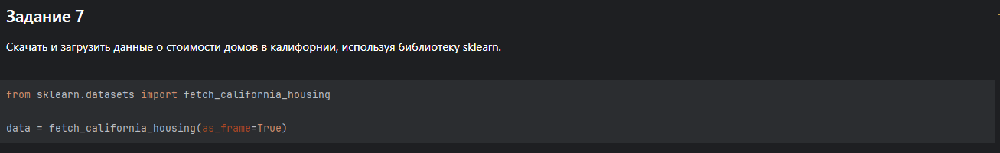 Задание 7
Скачать и загрузить данные о стоимости домов в калифорнии, используя библиотеку sklearn.
from sklearn.datasets import fetch_california_housing
data = fetch_california_housing(as_frame=True)